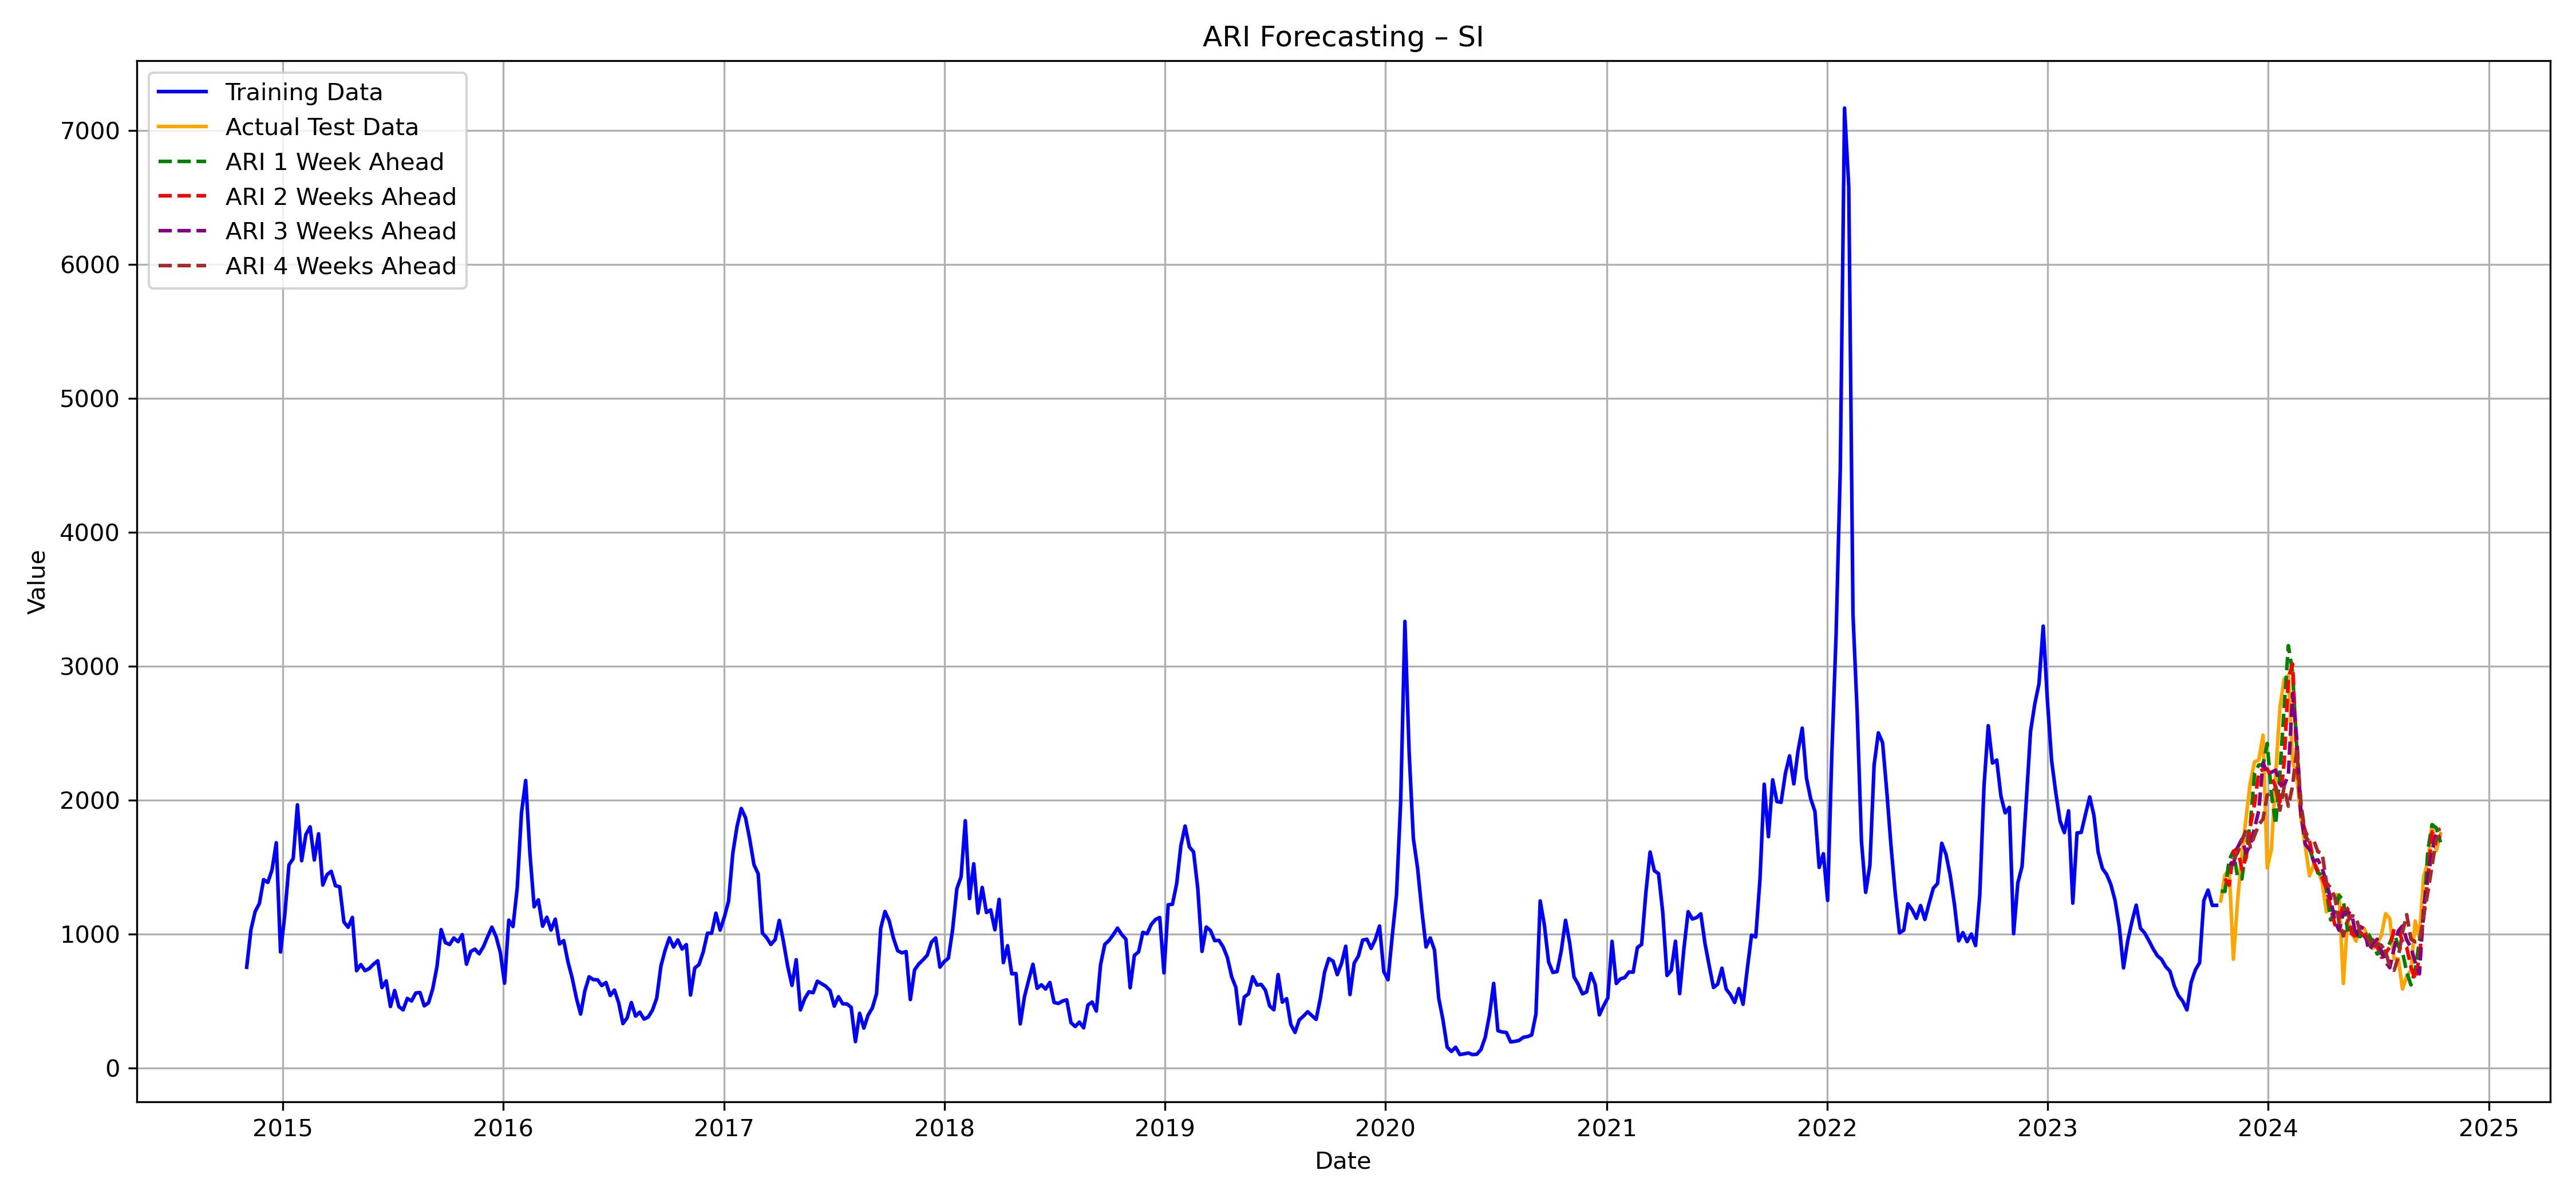 ARI Forecasting – SI
Training Data
Actual Test Data
ARI 1 Week Ahead
ARI 2 Weeks Ahead
ARI 3 Weeks Ahead
ARI 4 Weeks Ahead
7000
6000
5000
4000
3000
2000
1000
0
Value
2015 2016 2017 2018 2019 2020 2021 2022 2023 2024 2025
Date